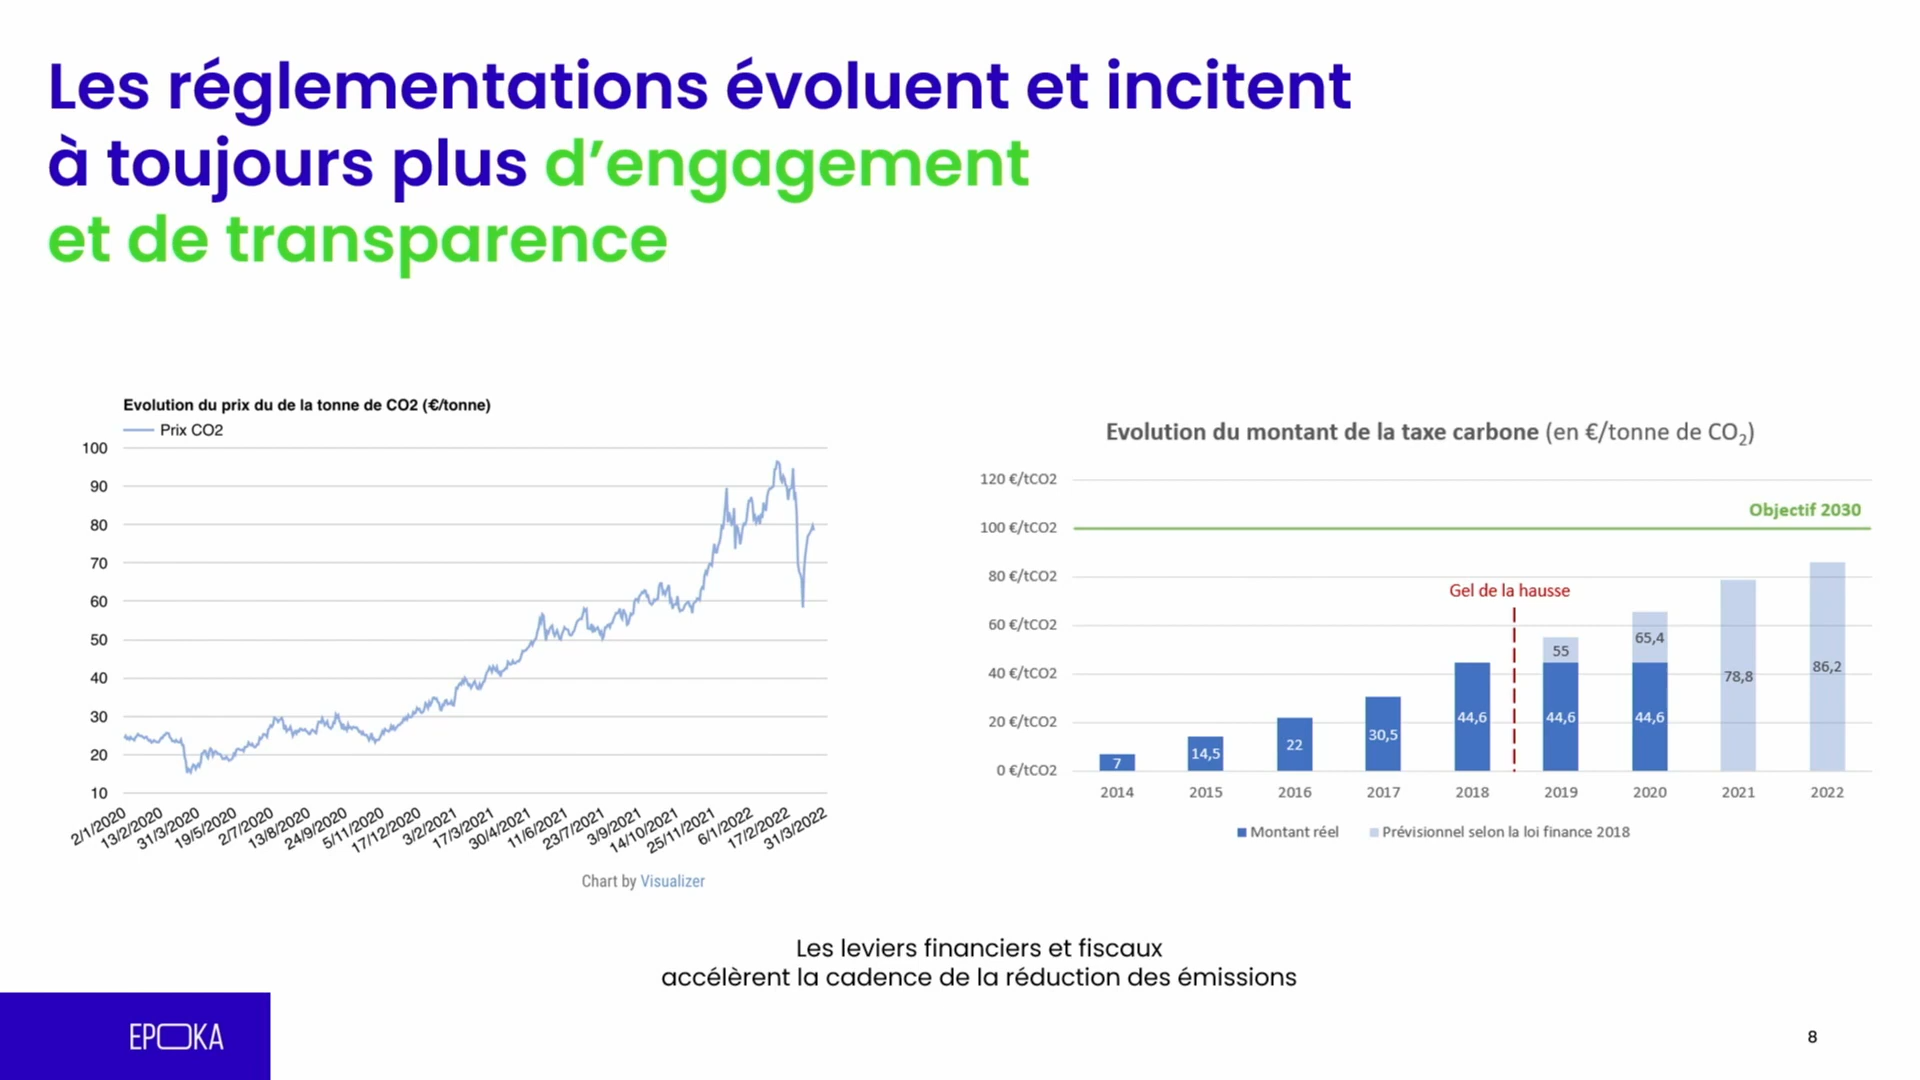 Les réglementations évoluent et incitent
à toujours plus d’engagement
et de transparence
Evolution du prix du de la tonne de CO2 (€/tonne)
Prix CO2
100
90
80
70
60
50
40
30
20
10
2/1/2020
13/2/2020
31/3/2020
19/5/2020
2/7/2020
13/8/2020
24/9/2020
5/11/2020
17/12/2020
3/2/2021
17/3/2021
30/4/2021
11/6/2021
23/7/2021
3/9/2021
14/10/2021
25/11/2021
6/1/2022
17/2/2022
31/3/2022
Chart by Visualizer
Evolution du montant de la taxe carbone (en €/tonne de CO₂)
120 €/tCO2
Objectif 2030
100 €/tCO2
80 €/tCO2
Gel de la hausse
60 €/tCO2
40 €/tCO2
20 €/tCO2
0 €/tCO2
7
14,5
22
30,5
44,6
55
44,6
65,4
44,6
78,8
86,2
2014 2015 2016 2017 2018 2019 2020 2021 2022
Montant réel Prévisionnel selon la loi finance 2018
Les leviers financiers et fiscaux
accélèrent la cadence de la réduction des émissions
EPOKA
8